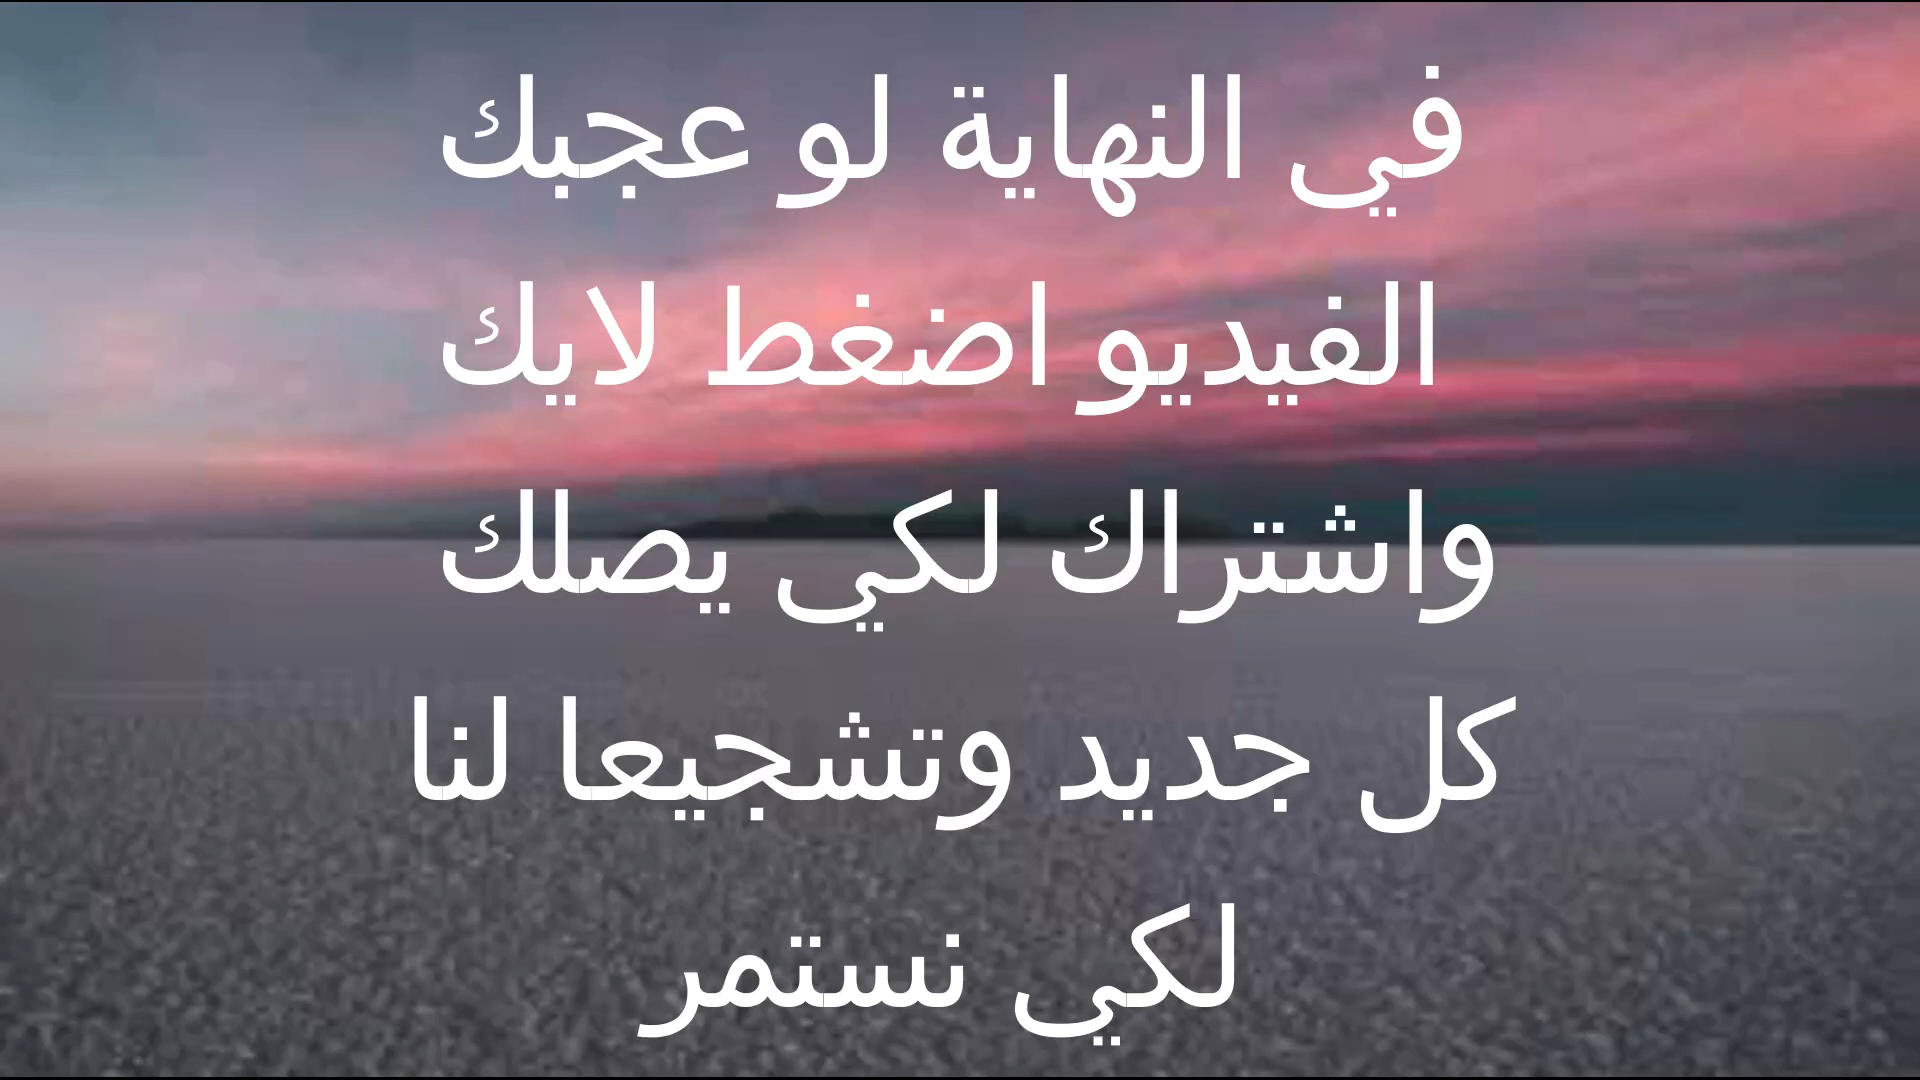 في النهاية لو عجبك
الفيديو اضغط لايك
واشتراك لكي يصلك
كل جديد وتشجيعا لنا
لكي نستمر